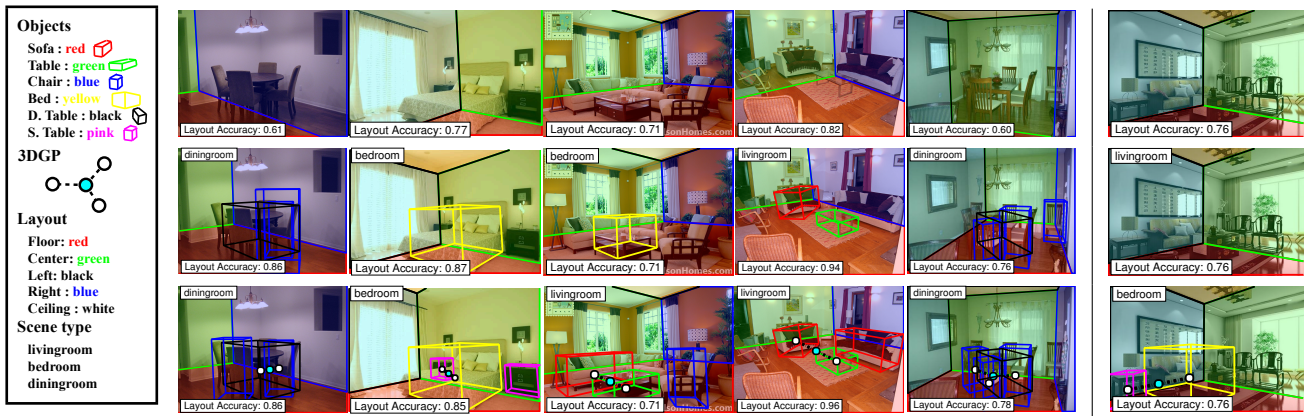 Objects
Sofa : red
Table : green
Chair : blue
Bed : yellow
D. Table : black
S. Table : pink
3DGP
Layout
Floor: red
Center: green
Left: black
Right : blue
Ceiling : white
Scene type
livingroom
bedroom
diningroom
Layout Accuracy: 0.61
Layout Accuracy: 0.77
Layout Accuracy: 0.71
sonHomes.com
Layout Accuracy: 0.82
Layout Accuracy: 0.60
Layout Accuracy: 0.76
diningroom
bedroom
bedroom
livingroom
diningroom
livingroom
Layout Accuracy: 0.86
Layout Accuracy: 0.87
Layout Accuracy: 0.71
sonHomes.com
Layout Accuracy: 0.94
Layout Accuracy: 0.76
Layout Accuracy: 0.76
diningroom
bedroom
livingroom
livingroom
diningroom
bedroom
Layout Accuracy: 0.86
Layout Accuracy: 0.85
Layout Accuracy: 0.71
sonHomes.com
Layout Accuracy: 0.96
Layout Accuracy: 0.78
Layout Accuracy: 0.76